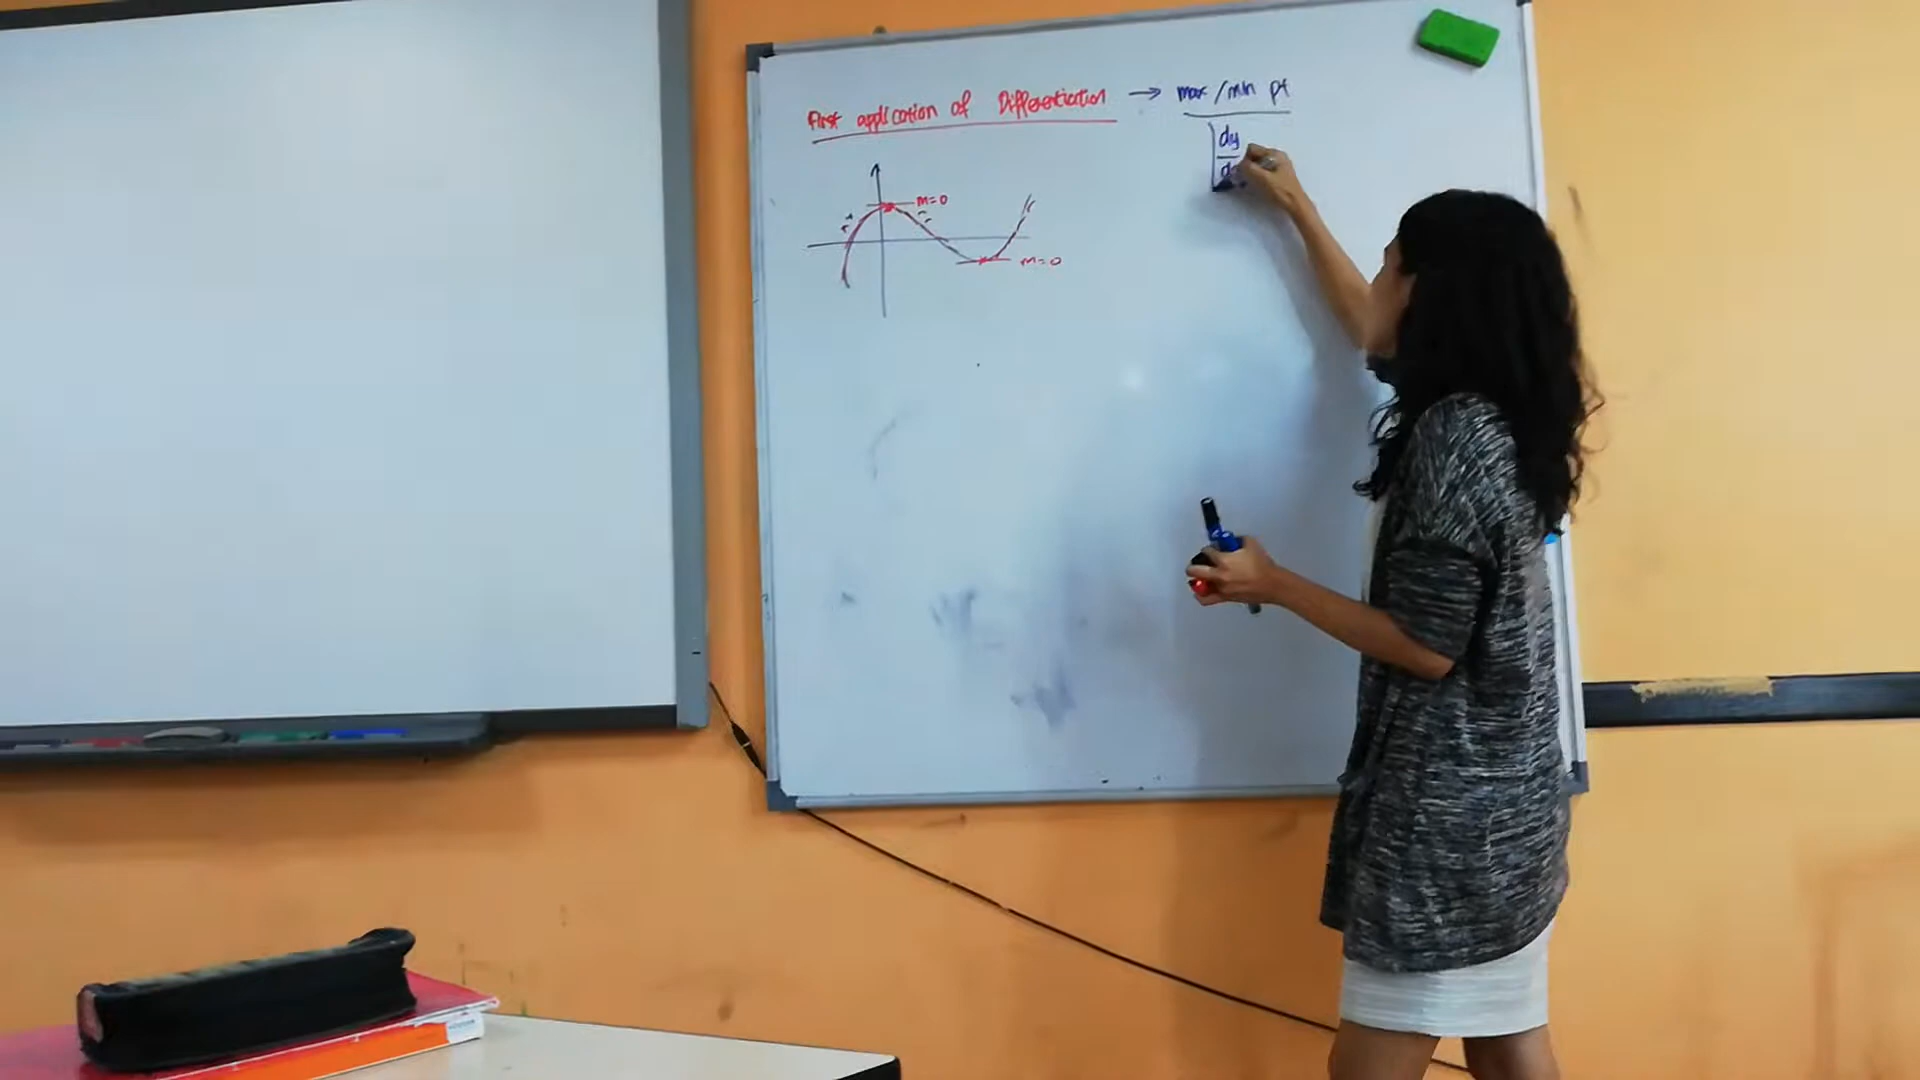 First application of Differentiation → max/min pt
dy
m=0
m=0